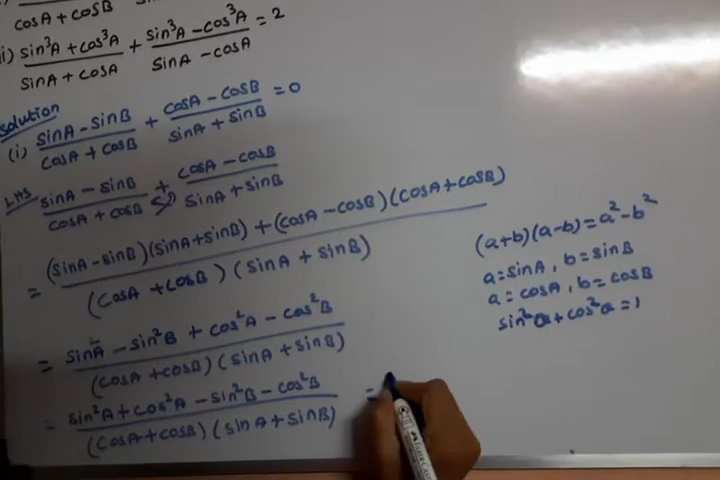 cosA + cosB
ii) sin³A + cos³A / sinA + cosA + sin³A - cos³A / sinA - cosA = 2
Solution
(i) sinA - sinB / cosA + cosB + cosA - cosB / sinA + sinB = 0
LHS sinA - sinB / cosA + cosB + cosA - cosB / sinA + sinB
= (sinA - sinB)(sinA + sinB) + (cosA - cosB)(cosA + cosB) / (cosA + cosB)(sinA + sinB)
= sin²A - sin²B + cos²A - cos²B / (cosA + cosB)(sinA + sinB)
= sin²A + cos²A - sin²B - cos²B / (cosA + cosB)(sinA + sinB) =
(a+b)(a-b) = a² - b²
a = sinA, b = sinB
a = cosA, b = cosB
sin²a + cos²a = 1